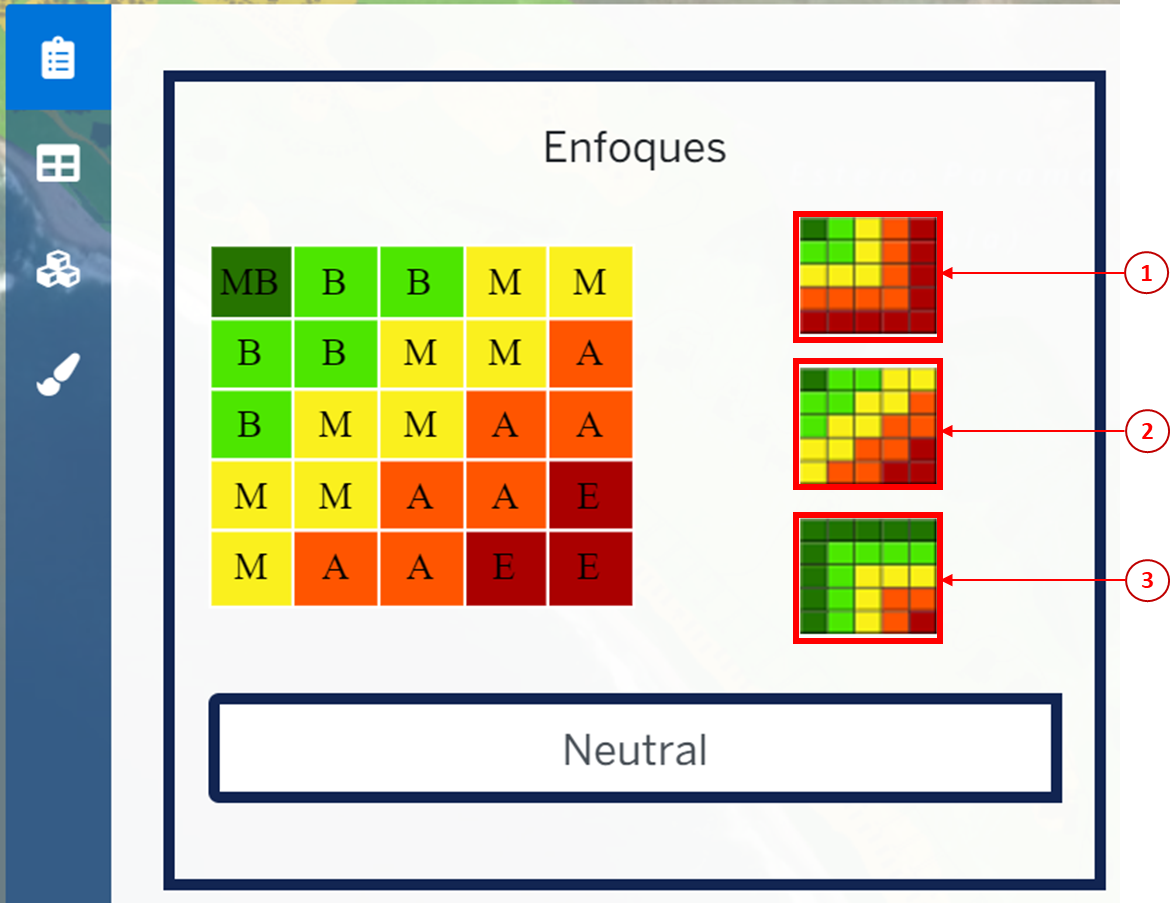 Enfoques
MB B B M M
B B M M A
B M M A A
M M A A E
M A A E E
1
2
3
Neutral